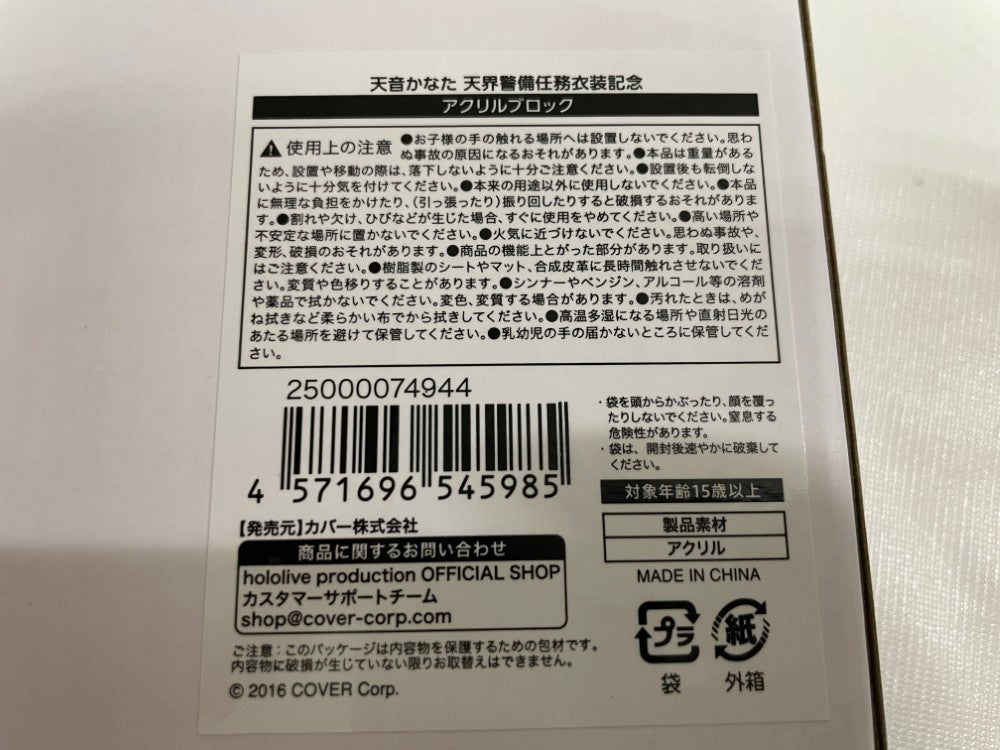 天音かなた 天界警備任務衣装記念
アクリルブロック
使用上の注意 ●お子様の手の触れる場所へは設置しないでください。思わ
ぬ事故の原因になるおそれがあります。●本品は重量がある
ため、設置や移動の際は、落下しないように十分ご注意ください。●設置後も転倒しな
いように十分気を付けてください。●本来の用途以外に使用しないでください。●本品
に無理な負担をかけたり、(引っ張ったり)振り回したりすると破損するおそれがありま
す。●割れや欠け、ひびなどが生じた場合、すぐに使用をやめてください。●高い場所や
不安定な場所に置かないでください。●火気に近づけないでください。思わぬ事故や、
変形、破損のおそれがあります。●商品の機能上とがった部分があります。取り扱いに
はご注意ください。●樹脂製のシートやマット、合成皮革に長時間触れさせないでくだ
さい。変質や色移りすることがあります。●シンナーやベンジン、アルコール等の溶剤
や薬品で拭かないでください。変色、変質する場合があります。●汚れたときは、めが
ね拭きなど柔らかい布でから拭きしてください。●高温多湿になる場所や直射日光の
あたる場所を避けて保管してください。●乳幼児の手の届かないところに保管してくだ
さい。
25000074944
4 571696 545985
・袋を頭からかぶったり、顔を覆っ
たりしないでください。窒息する
危険性があります。
・袋は、開封後速やかに破棄して
ください。
対象年齢15歳以上
製品素材
アクリル
MADE IN CHINA
プラ
紙
袋
外箱
【発売元】カバー株式会社
商品に関するお問い合わせ
hololive production OFFICIAL SHOP
カスタマーサポートチーム
shop@cover-corp.com
ご注意：このパッケージは内容物を保護するための包材です。
内容物に破損が生じていない限りお取替えはできません。
© 2016 COVER Corp.